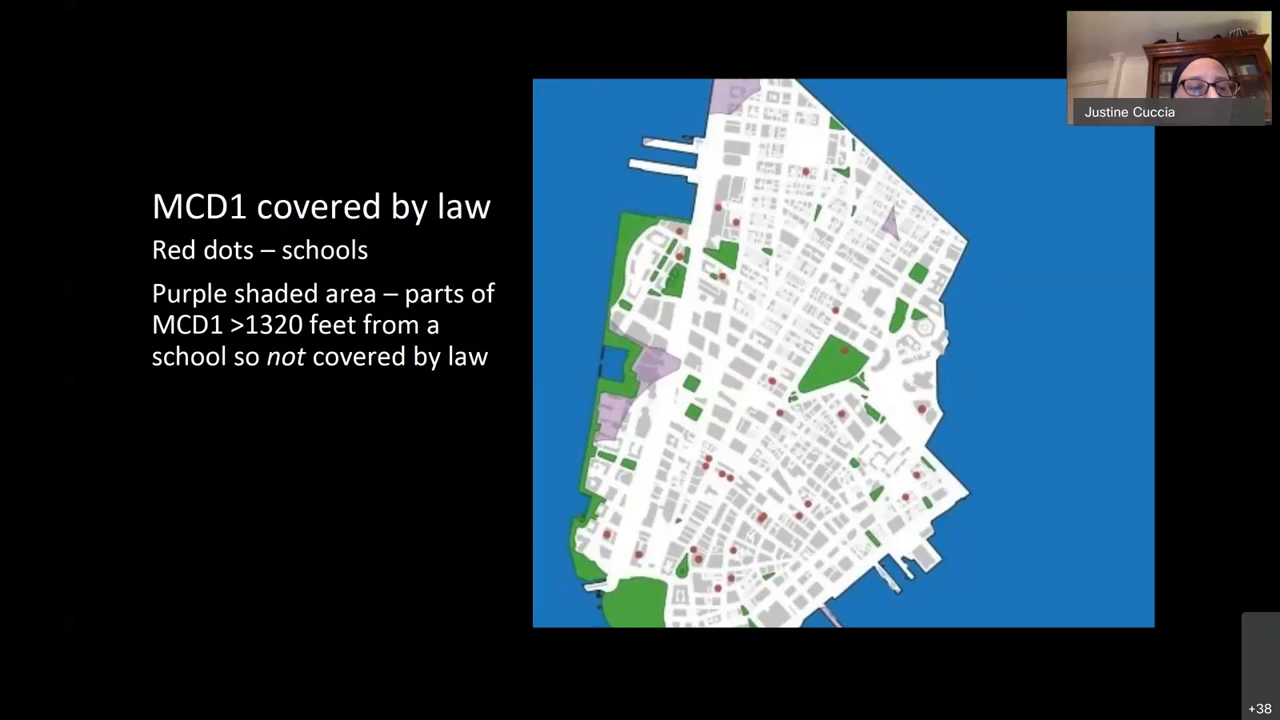 MCD1 covered by law
Red dots – schools
Purple shaded area – parts of
MCD1 >1320 feet from a
school so not covered by law
Justine Cuccia
+38